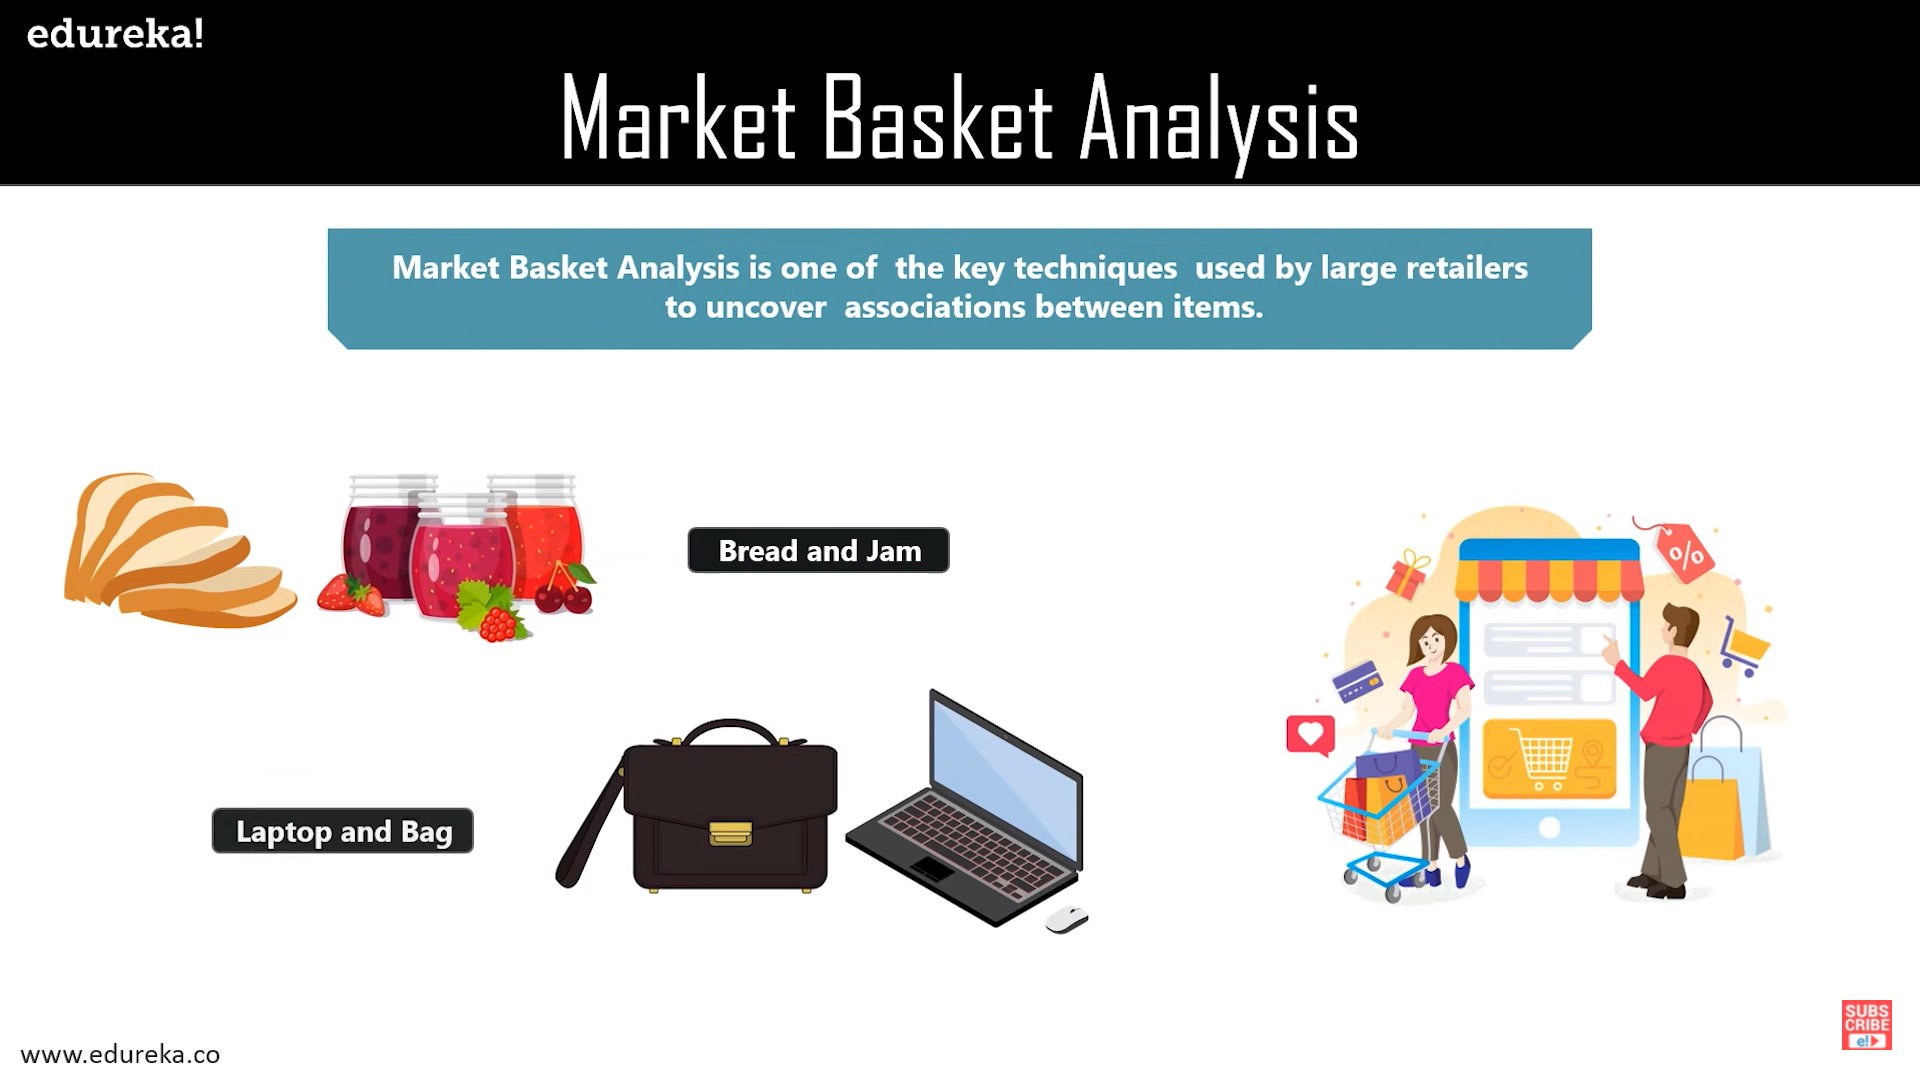 edureka!
Market Basket Analysis
Market Basket Analysis is one of the key techniques used by large retailers
to uncover associations between items.
Bread and Jam
%
Laptop and Bag
SUBS
CRIBE
e!
www.edureka.co